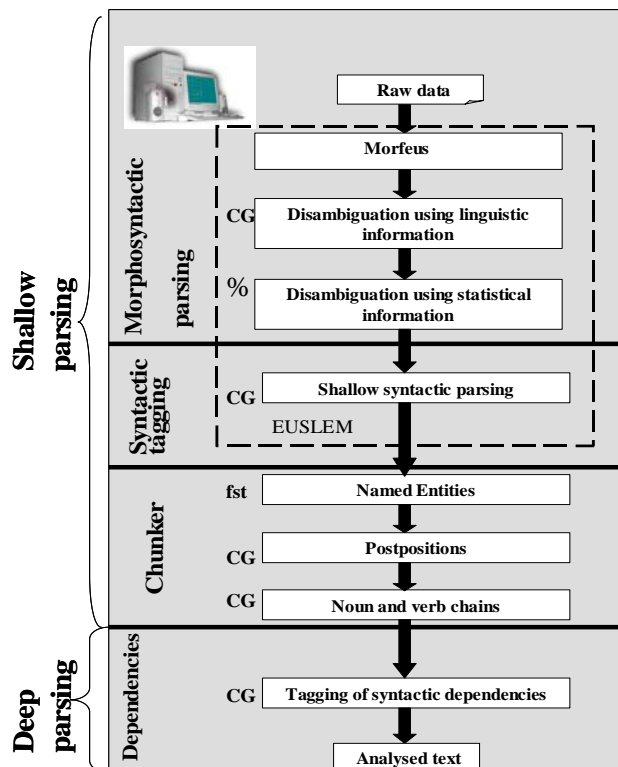 Shallow
parsing
Morphosyntactic
parsing
Raw data
Morfeus
CG
Disambiguation using linguistic
information
%
Disambiguation using statistical
information
Syntactic
tagging
CG
Shallow syntactic parsing
EUSLEM
Chunker
fst
Named Entities
CG
Postpositions
CG
Noun and verb chains
Deep
parsing
Dependencies
CG
Tagging of syntactic dependencies
Analysed text